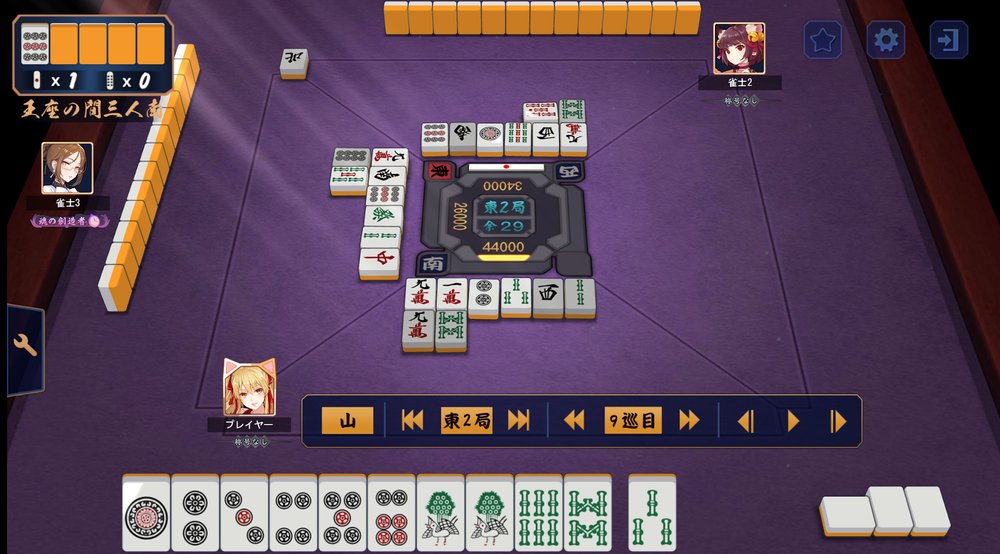 x 1 x 0
王座の間三人南
雀士3
魂の創造者
雀士2
称号なし
北
東
西
南
34000
26000
44000
東2局
余29
プレイヤー
称号なし
山
東2局
9巡目